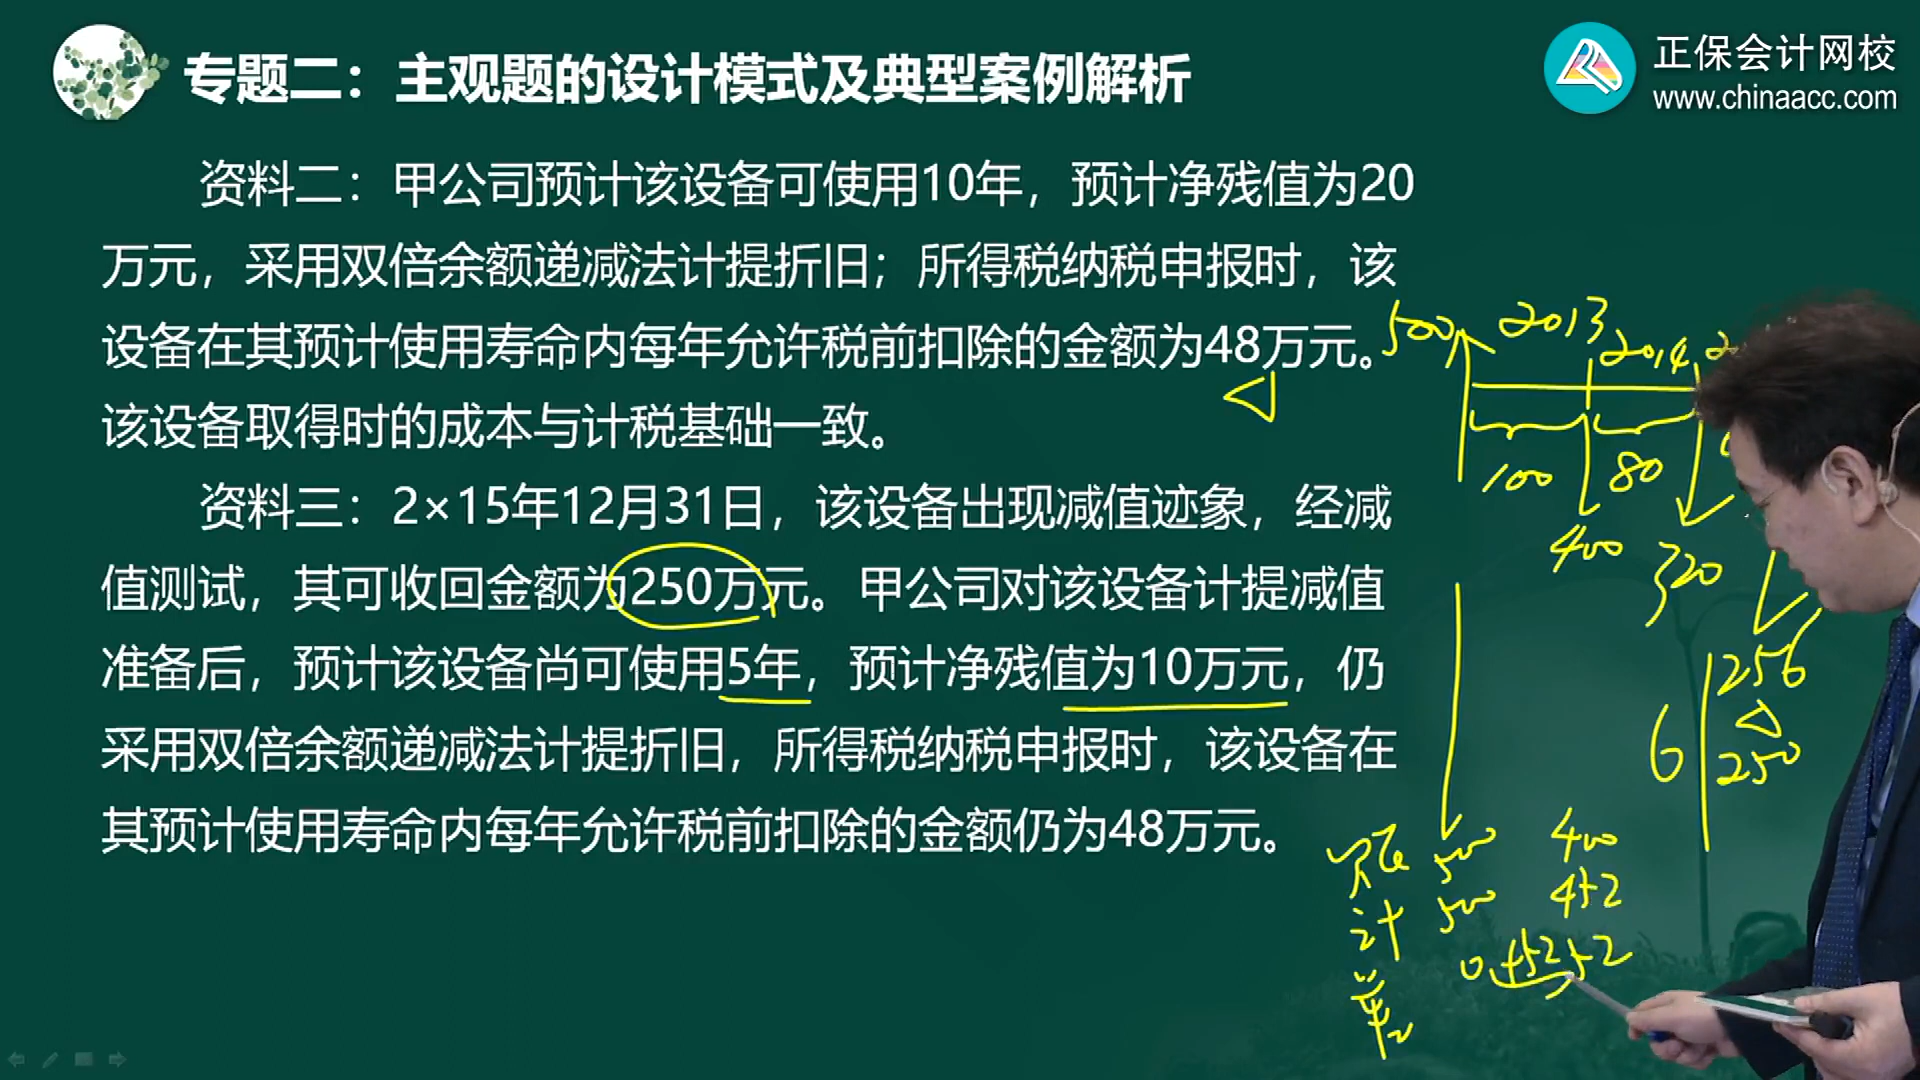 专题二：主观题的设计模式及典型案例解析
正保会计网校
www.chinaacc.com
资料二：甲公司预计该设备可使用10年，预计净残值为20
万元，采用双倍余额递减法计提折旧；所得税纳税申报时，该
设备在其预计使用寿命内每年允许税前扣除的金额为48万元。
该设备取得时的成本与计税基础一致。
资料三：2×15年12月31日，该设备出现减值迹象，经减
值测试，其可收回金额为250万元。甲公司对该设备计提减值
准备后，预计该设备尚可使用5年，预计净残值为10万元，仍
采用双倍余额递减法计提折旧，所得税纳税申报时，该设备在
其预计使用寿命内每年允许税前扣除的金额仍为48万元。
500 2013 2014
100 80
400 320
256
6 250
账 500 400
计 500 452
差 0 +52 52